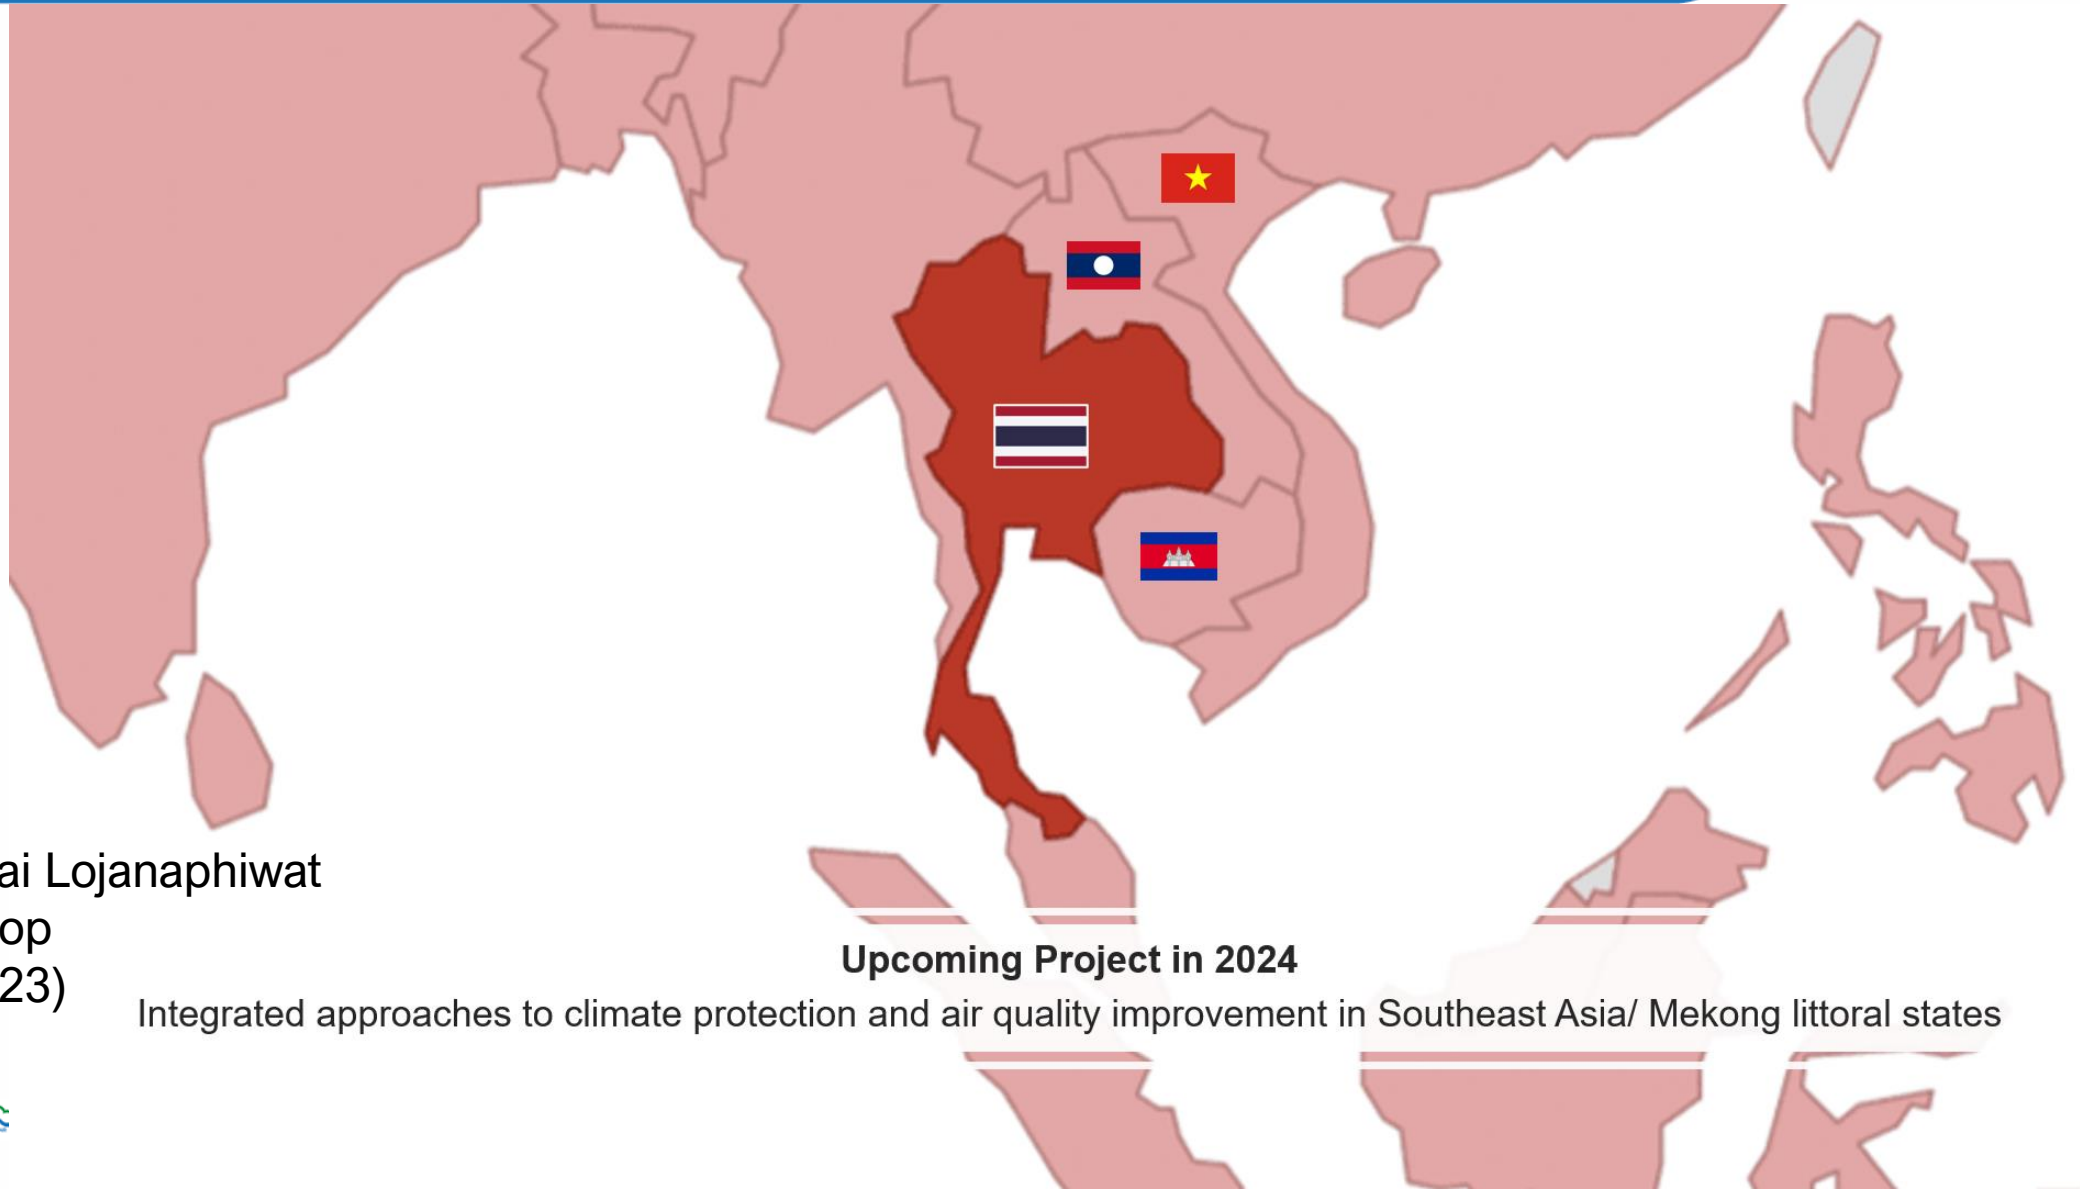 ai Lojanaphiwat
op
23)
Upcoming Project in 2024
Integrated approaches to climate protection and air quality improvement in Southeast Asia/ Mekong littoral states